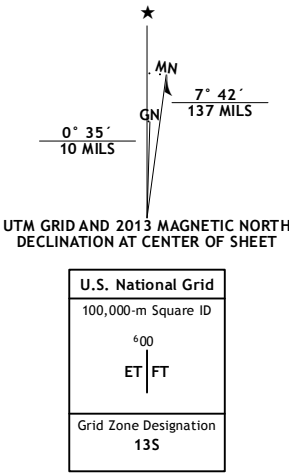 ★
MN
GN
7° 42´
137 MILS
0° 35´
10 MILS
UTM GRID AND 2013 MAGNETIC NORTH
DECLINATION AT CENTER OF SHEET
U.S. National Grid
100,000-m Square ID
⁶00
ET FT
Grid Zone Designation
13S